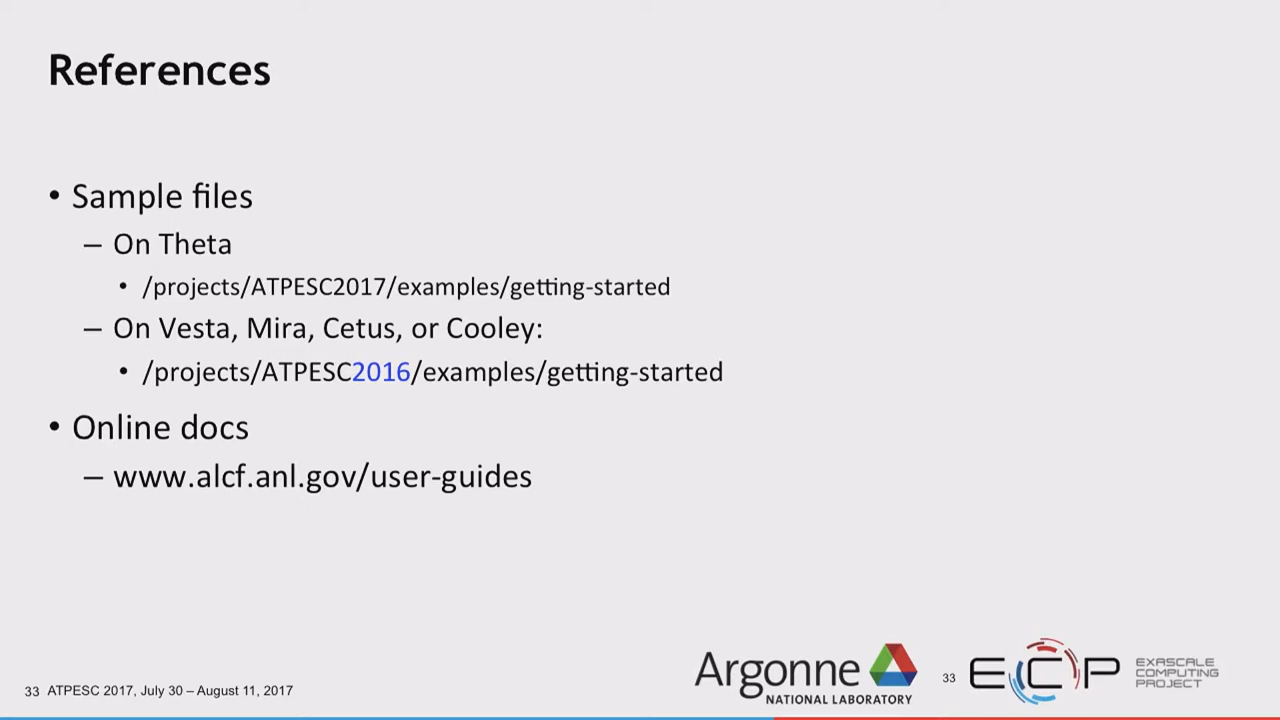 References
• Sample files
– On Theta
• /projects/ATPESC2017/examples/getting-started
– On Vesta, Mira, Cetus, or Cooley:
• /projects/ATPESC2016/examples/getting-started
• Online docs
– www.alcf.anl.gov/user-guides
33 ATPESC 2017, July 30 – August 11, 2017
Argonne
NATIONAL LABORATORY
33
ECP
EXASCALE
COMPUTING
PROJECT